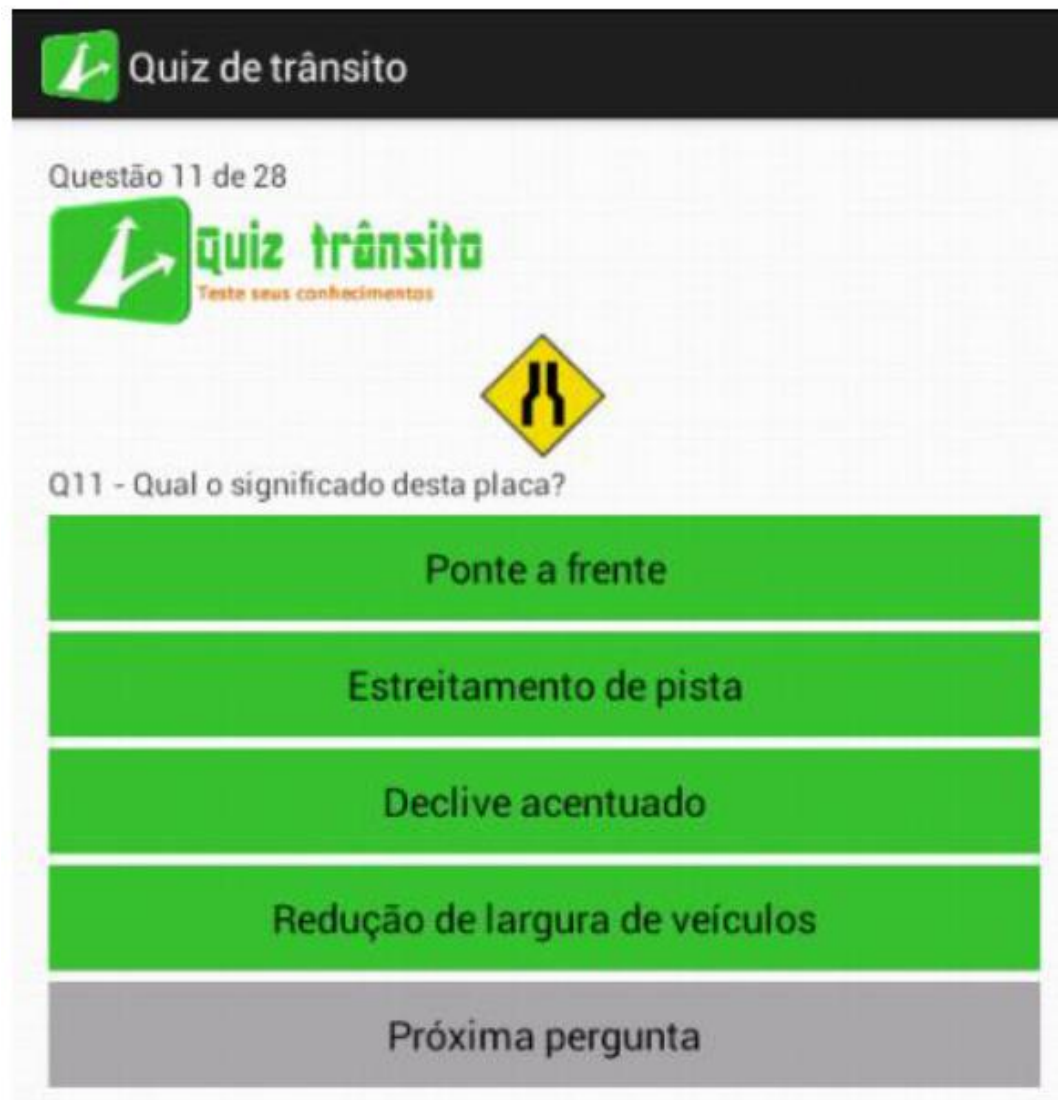 Quiz de trânsito
Questão 11 de 28
Quiz trânsito
Teste seus conhecimentos
Q11 - Qual o significado desta placa?
Ponte a frente
Estreitamento de pista
Declive acentuado
Redução de largura de veículos
Próxima pergunta